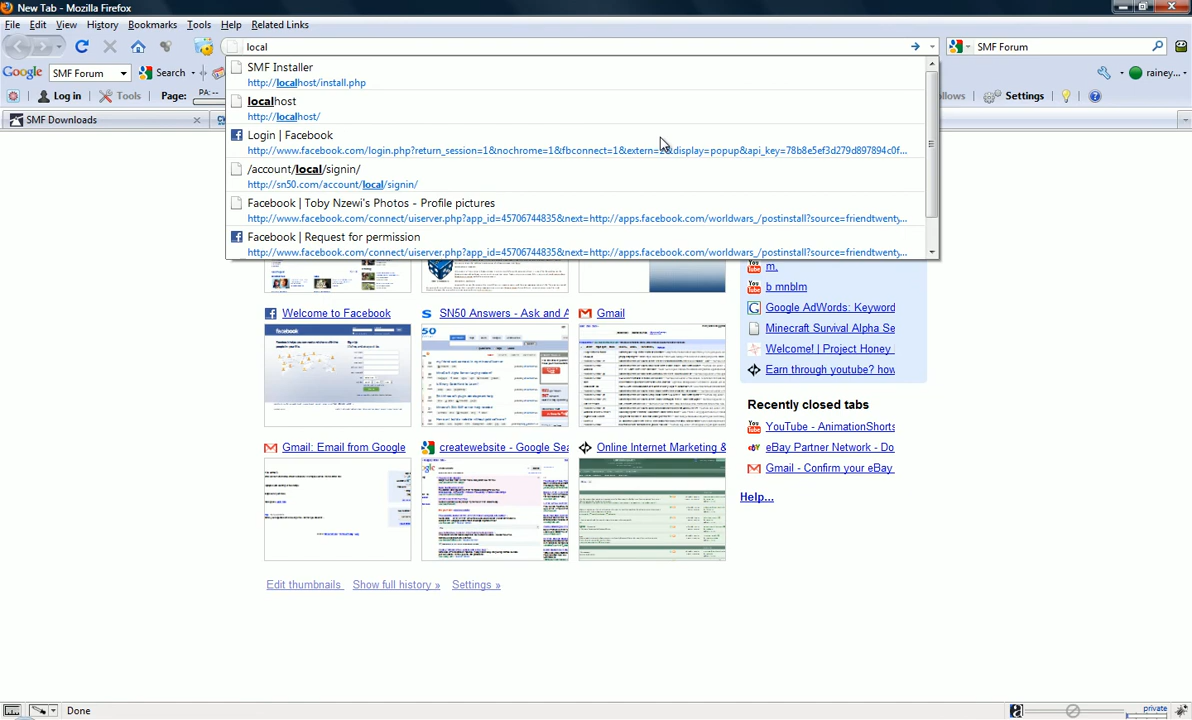 New Tab - Mozilla Firefox
File Edit View History Bookmarks Tools Help Related Links
local
SMF Forum
Google SMF Forum Search
rainey...
Log in Tools Page: PA: --
llows Settings
SMF Downloads
SMF Installer
http://localhost/install.php
localhost
http://localhost/
Login | Facebook
http://www.facebook.com/login.php?return_session=1&nochrome=1&fbconnect=1&extern=2&display=popup&api_key=78b8e5ef3d279d897894c0f...
/account/local/signin/
http://sn50.com/account/local/signin/
Facebook | Toby Nzewi's Photos - Profile pictures
http://www.facebook.com/connect/uiserver.php?app_id=45706744835&next=http://apps.facebook.com/worldwars_/postinstall?source=friendtwenty...
Facebook | Request for permission
http://www.facebook.com/connect/uiserver.php?app_id=45706744835&next=http://apps.facebook.com/worldwars_/postinstall?source=friendtwenty...
m,
b mnblm
Google AdWords: Keyword
Minecraft Survival Alpha Se
Welcome! | Project Honey
Earn through youtube? how
Welcome to Facebook
SN50 Answers - Ask and A
Gmail
Recently closed tabs
YouTube - AnimationShorts
eBay Partner Network - Do
Gmail - Confirm your eBay
Help...
Gmail: Email from Google
createwebsite - Google Sea
Online Internet Marketing &
Edit thumbnails Show full history » Settings »
Done
private